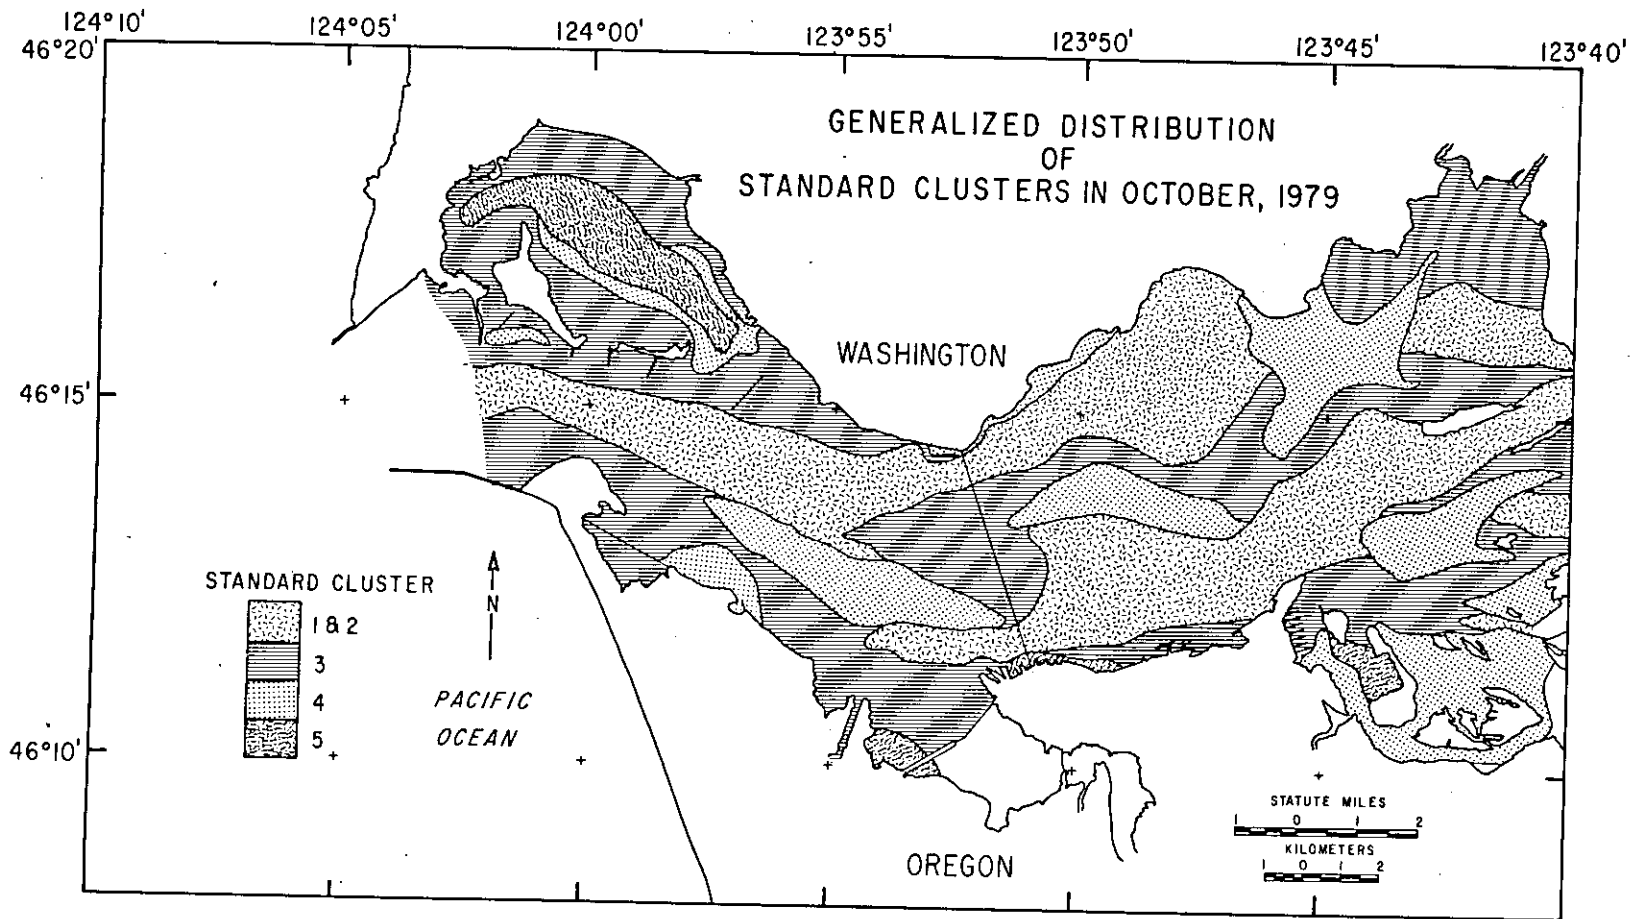 124°10' 124°05' 124°00' 123°55' 123°50' 123°45' 123°40'
46°20'
GENERALIZED DISTRIBUTION
OF
STANDARD CLUSTERS IN OCTOBER, 1979
WASHINGTON
46°15'
STANDARD CLUSTER
1 & 2
3
4
5
N
PACIFIC
OCEAN
46°10'
STATUTE MILES
1 0 1 2
KILOMETERS
1 0 1 2
OREGON